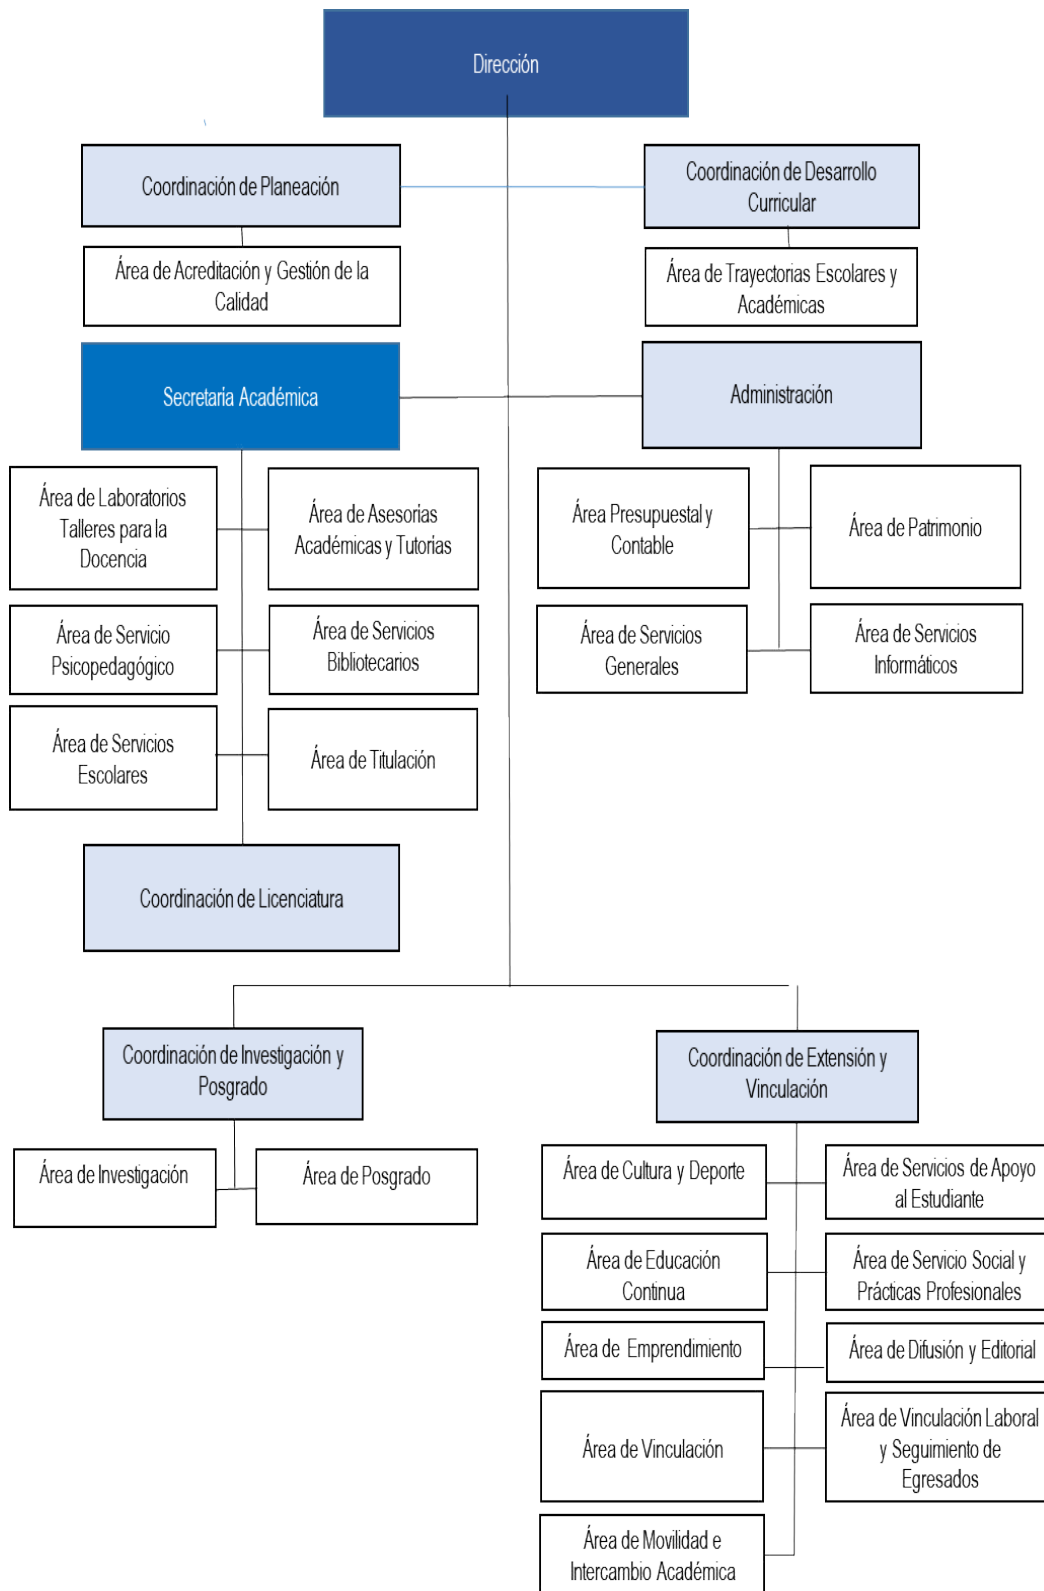 Dirección
Coordinación de Planeación
Coordinación de Desarrollo
Curricular
Área de Acreditación y Gestión de la
Calidad
Área de Trayectorias Escolares y
Académicas
Secretaría Académica
Administración
Área de Laboratorios
Talleres para la
Docencia
Área de Asesorías
Académicas y Tutorías
Área Presupuestal y
Contable
Área de Patrimonio
Área de Servicio
Psicopedagógico
Área de Servicios
Bibliotecarios
Área de Servicios
Generales
Área de Servicios
Informáticos
Área de Servicios
Escolares
Área de Titulación
Coordinación de Licenciatura
Coordinación de Investigación y
Posgrado
Coordinación de Extensión y
Vinculación
Área de Investigación
Área de Posgrado
Área de Cultura y Deporte
Área de Servicios de Apoyo
al Estudiante
Área de Educación
Continua
Área de Servicio Social y
Prácticas Profesionales
Área de Emprendimiento
Área de Difusión y Editorial
Área de Vinculación
Área de Vinculación Laboral
y Seguimiento de
Egresados
Área de Movilidad e
Intercambio Académica